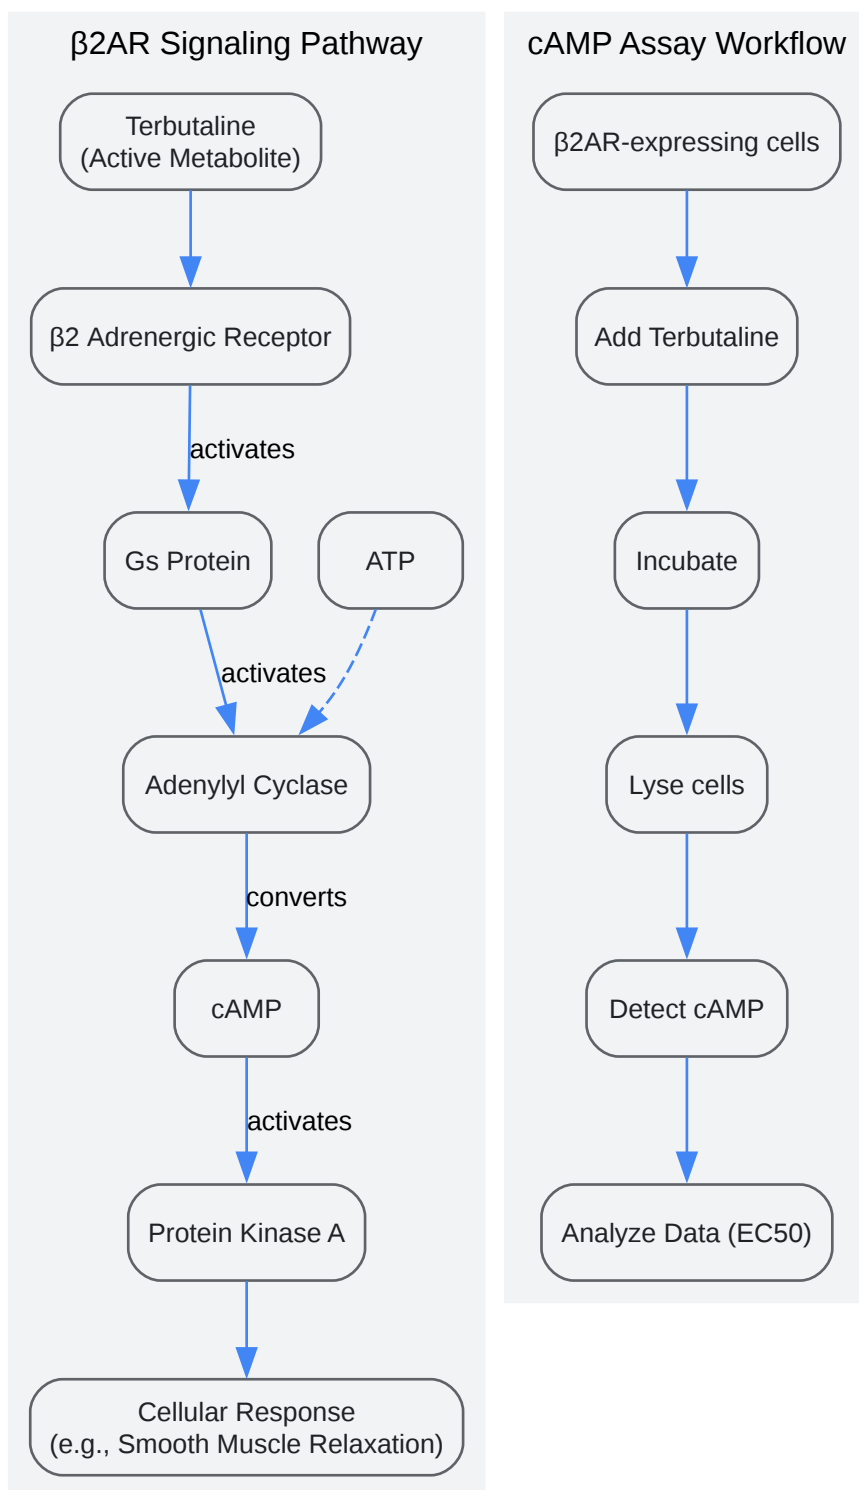 β2AR Signaling Pathway
Terbutaline
(Active Metabolite)
β2 Adrenergic Receptor
activates
Gs Protein
ATP
activates
Adenylyl Cyclase
converts
cAMP
activates
Protein Kinase A
Cellular Response
(e.g., Smooth Muscle Relaxation)
cAMP Assay Workflow
β2AR-expressing cells
Add Terbutaline
Incubate
Lyse cells
Detect cAMP
Analyze Data (EC50)